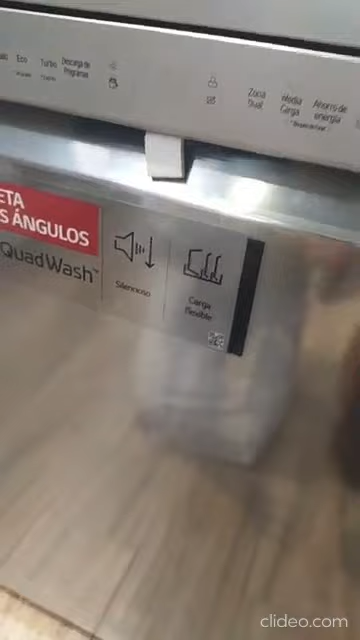 Eco
Turbo
Descarga de
Programas
Zona
Dual
Media
Carga
Ahorro de
energía
ETA
S ÁNGULOS
QuadWash™
Silencioso
Carga
flexible
clideo.com